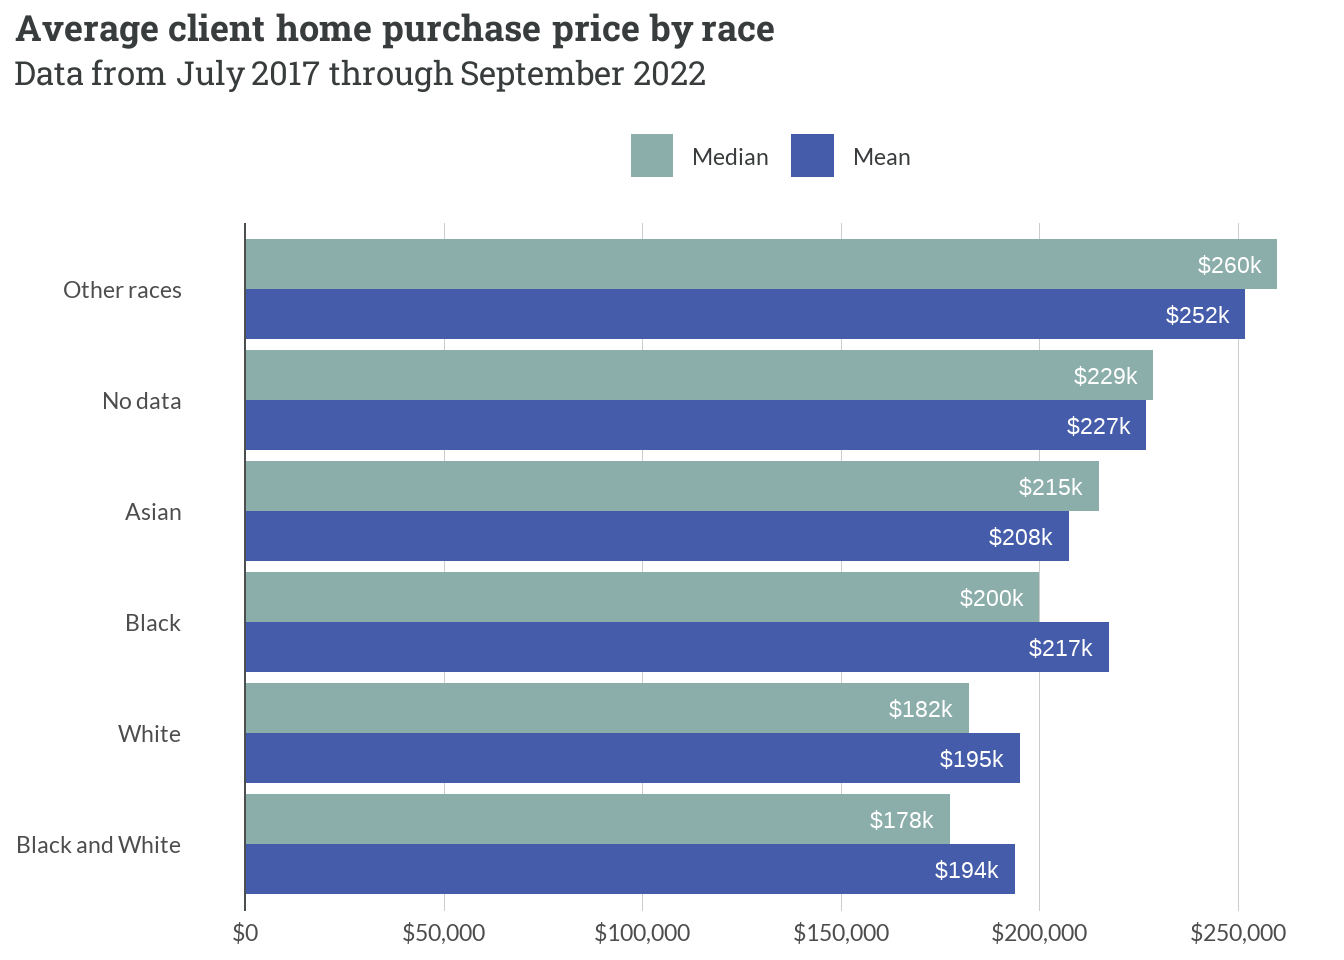 Average client home purchase price by race
Data from July 2017 through September 2022
Median Mean
Other races
$260k
$252k
No data
$229k
$227k
Asian
$215k
$208k
Black
$200k
$217k
White
$182k
$195k
Black and White
$178k
$194k
$0 $50,000 $100,000 $150,000 $200,000 $250,000